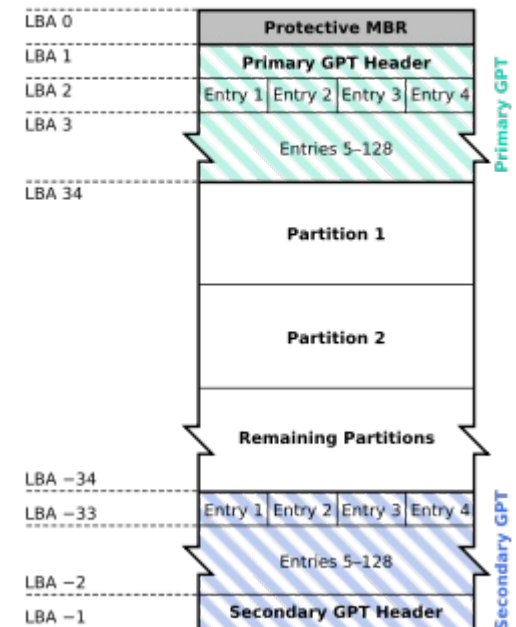 LBA 0
Protective MBR
LBA 1
Primary GPT Header
LBA 2
Entry 1 Entry 2 Entry 3 Entry 4
LBA 3
Entries 5–128
Primary GPT
LBA 34
Partition 1
Partition 2
Remaining Partitions
LBA −34
LBA −33
Entry 1 Entry 2 Entry 3 Entry 4
Entries 5–128
LBA −2
LBA −1
Secondary GPT Header
Secondary GPT